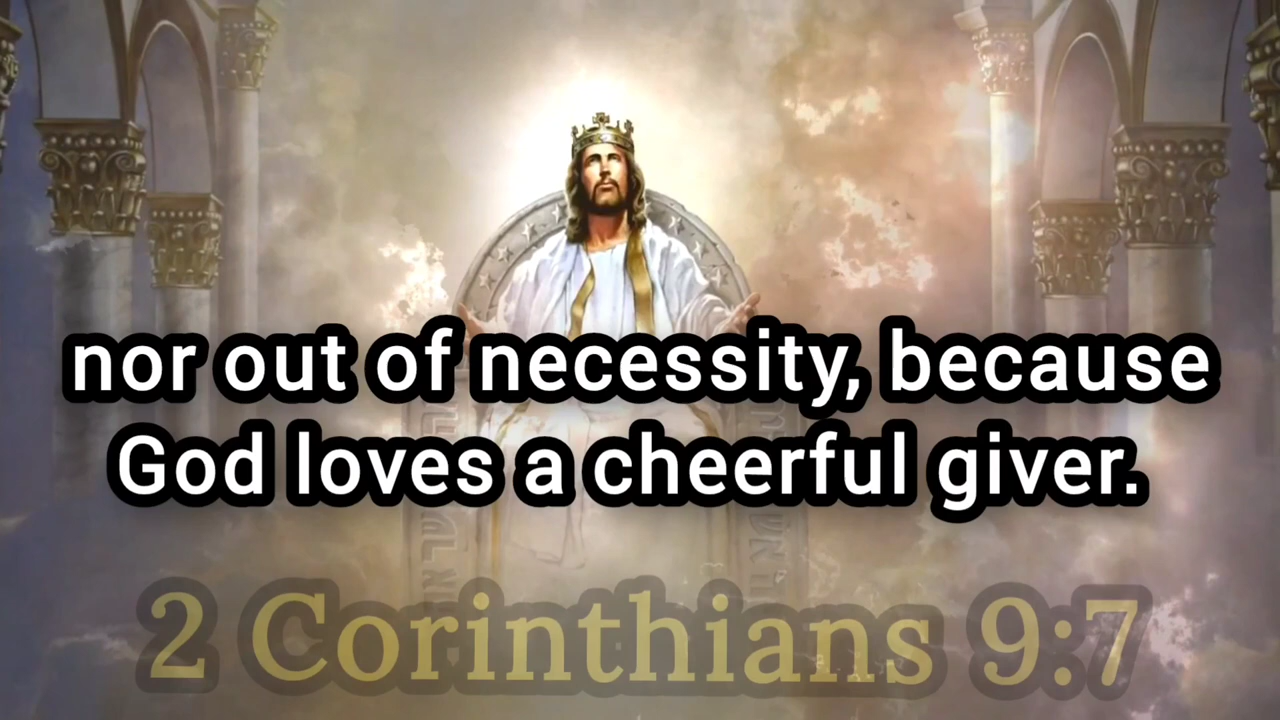 nor out of necessity, because
God loves a cheerful giver.
2 Corinthians 9:7